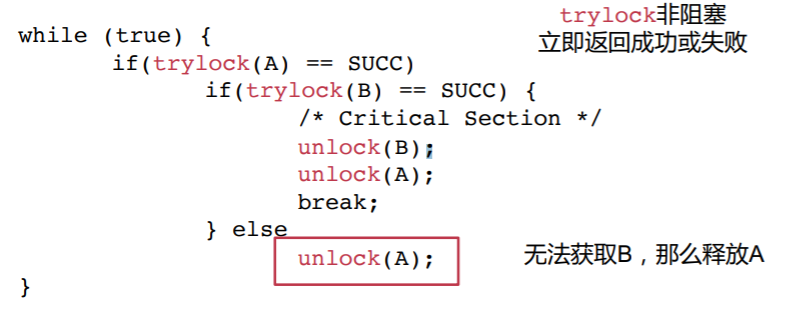 trylock非阻塞
立即返回成功或失败
while (true) {
if(trylock(A) == SUCC)
if(trylock(B) == SUCC) {
/* Critical Section */
unlock(B);
unlock(A);
break;
} else
unlock(A);
无法获取B，那么释放A
}